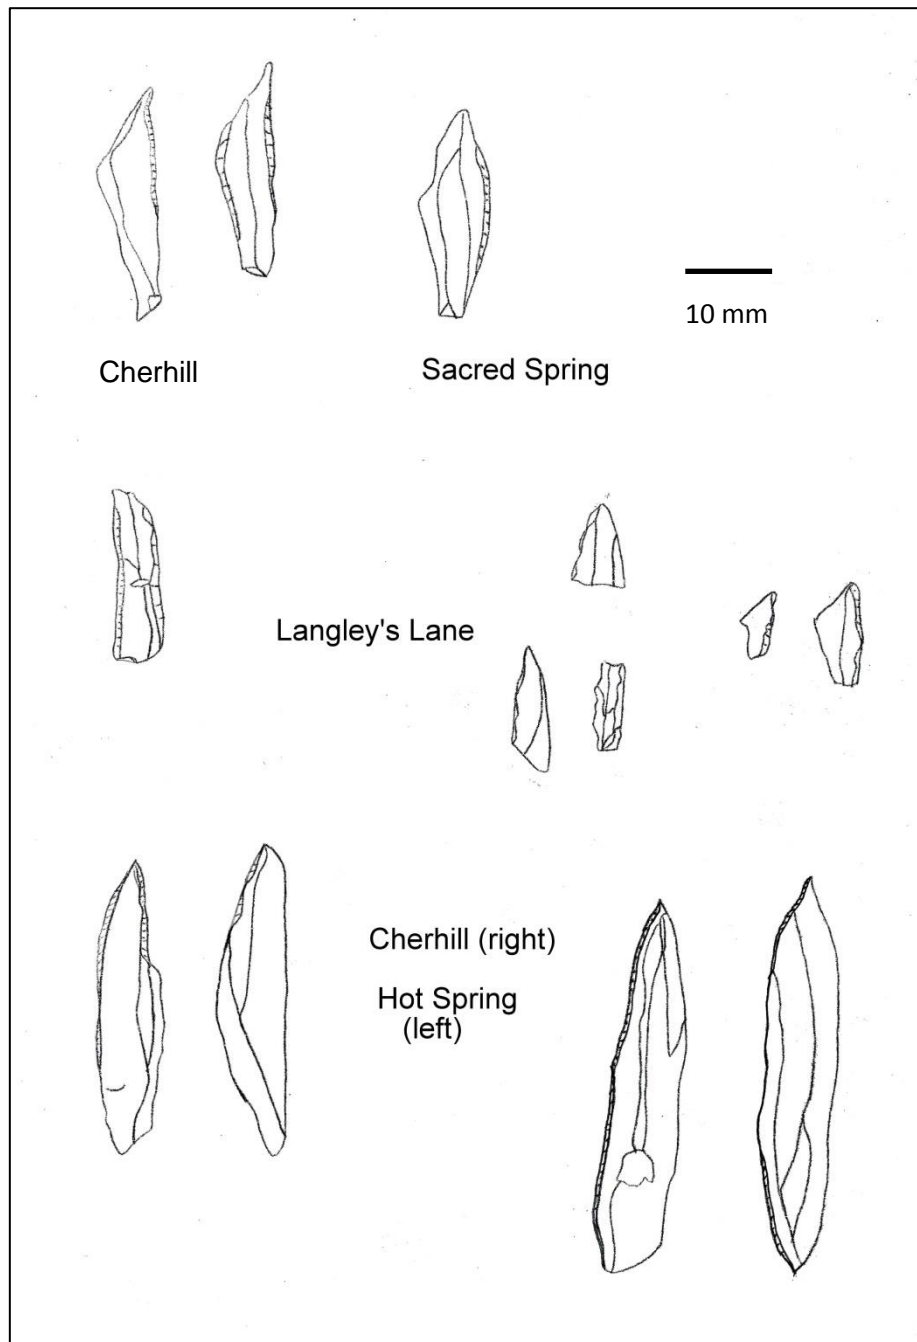 Cherhill
Sacred Spring
10 mm
Langley's Lane
Cherhill (right)
Hot Spring
(left)